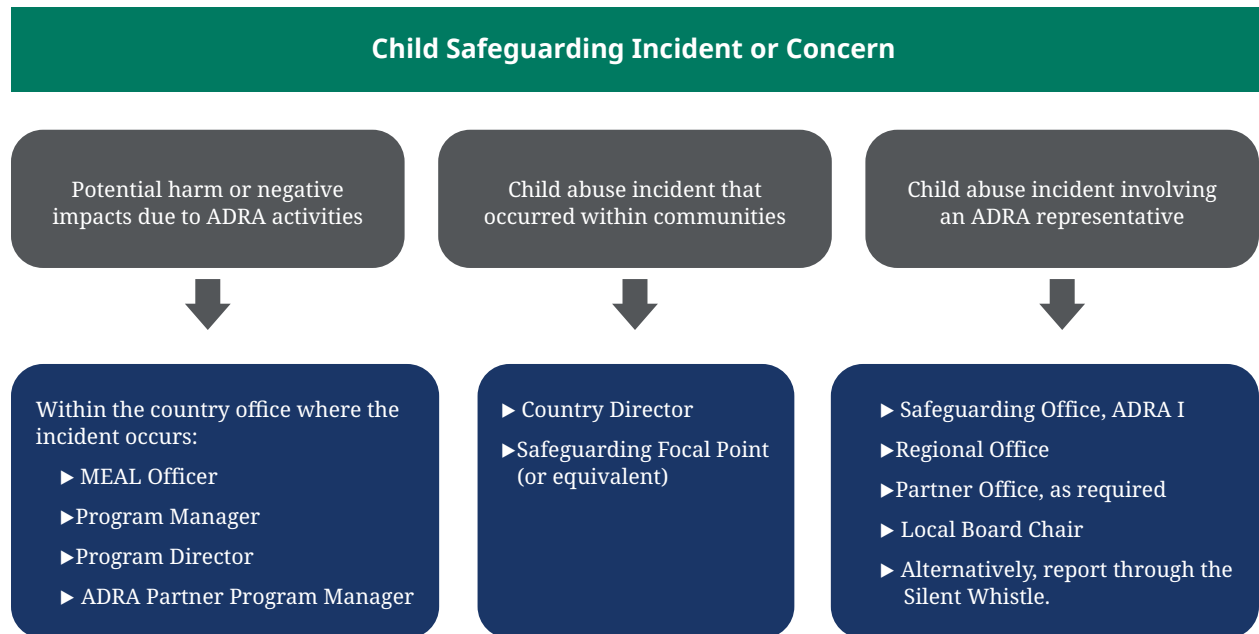 Child Safeguarding Incident or Concern
Potential harm or negative
impacts due to ADRA activities
Child abuse incident that
occurred within communities
Child abuse incident involving
an ADRA representative
Within the country office where the
incident occurs:
▶ MEAL Officer
▶Program Manager
▶Program Director
▶ ADRA Partner Program Manager
▶ Country Director
▶Safeguarding Focal Point
(or equivalent)
▶ Safeguarding Office, ADRA I
▶Regional Office
▶Partner Office, as required
▶ Local Board Chair
▶ Alternatively, report through the
Silent Whistle.